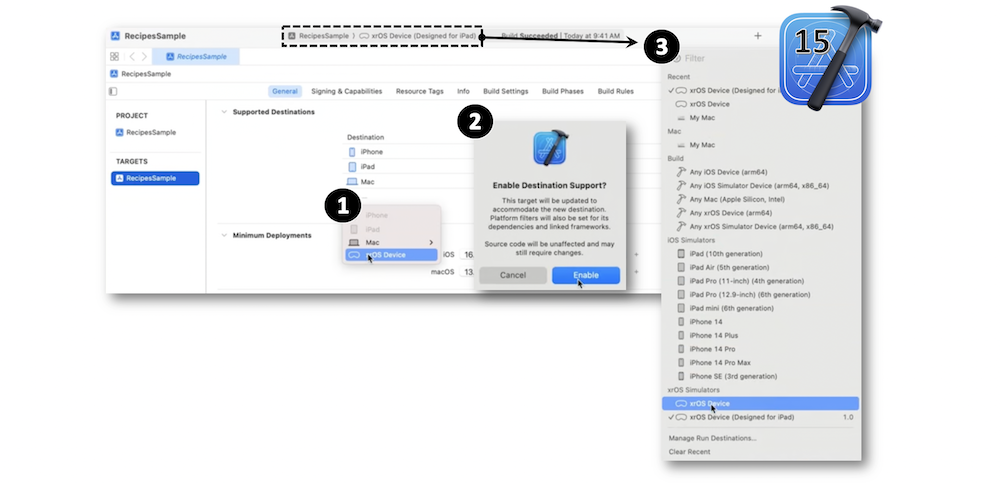 RecipesSample
RecipesSample
xrOS Device (Designed for iPad)
Build Succeeded | Today at 9:41 AM
RecipesSample
RecipesSample
General
Signing & Capabilities
Resource Tags
Info
Build Settings
Build Phases
Build Rules
PROJECT
RecipesSample
TARGETS
RecipesSample
Supported Destinations
Destination
iPhone
iPad
Mac
1
iPhone
iPad
Mac
xrOS Device
Minimum Deployments
iOS 16.
macOS 13.
2
Enable Destination Support?
This target will be updated to
accommodate the new destination.
Platform filters will also be set for its
dependencies and linked frameworks.
Source code will be unaffected and may
still require changes.
Cancel
Enable
3
15
Filter
Recent
xrOS Device (Designed for
xrOS Device
My Mac
Mac
My Mac
Build
Any iOS Device (arm64)
Any iOS Simulator Device (arm64, x86_64)
Any Mac (Apple Silicon, Intel)
Any xrOS Device (arm64)
Any xrOS Simulator Device (arm64, x86_64)
iOS Simulators
iPad (10th generation)
iPad Air (5th generation)
iPad Pro (11-inch) (4th generation)
iPad Pro (12.9-inch) (6th generation)
iPad mini (6th generation)
iPhone 14
iPhone 14 Plus
iPhone 14 Pro
iPhone 14 Pro Max
iPhone SE (3rd generation)
xrOS Simulators
xrOS Device
xrOS Device (Designed for iPad) 1.0
Manage Run Destinations...
Clear Recent